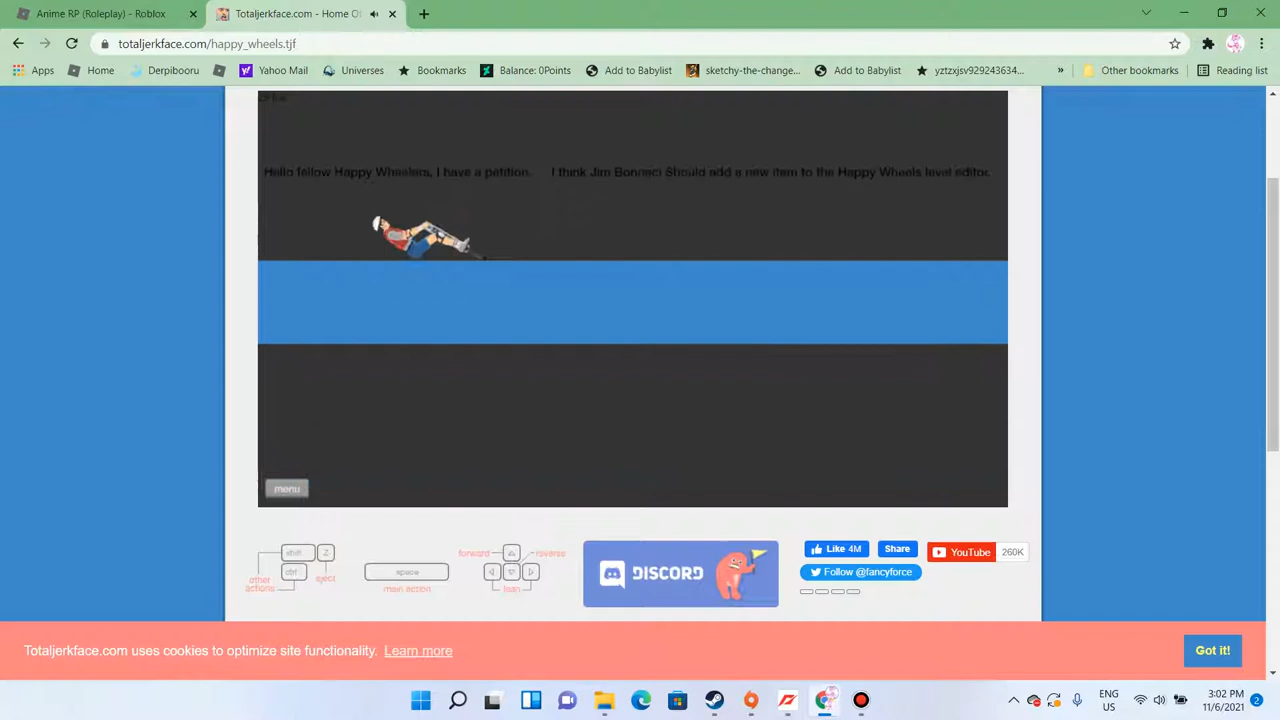 Anime RP (Roleplay) - Roblox
Totaljerkface.com - Home Of
totaljerkface.com/happy_wheels.tjf
Apps Home Derpibooru Yahoo Mail Universes Bookmarks Balance: 0Points Add to Babylist sketchy-the-change... Add to Babylist yztzxjsv929243634... » Other bookmarks Reading list
Hello fellow Happy Wheelers, I have a petition. I think Jim Bonnaci Should add a new item to the Happy Wheels level editor.
menu
shift Z
ctrl
eject
other
actions
space
main action
forward
reverse
lean
DISCORD
Like 4M Share YouTube 260K
Follow @fancyforce
Totaljerkface.com uses cookies to optimize site functionality. Learn more
Got it!
ENG
US
3:02 PM
11/6/2021
2